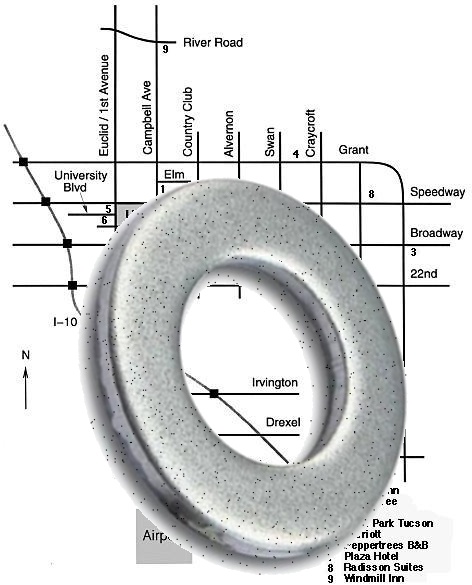 9 River Road
Euclid / 1st Avenue
Campbell Ave
Country Club
Alvernon
Swan
Craycroft
4
Grant
University
Blvd
Elm
1
8
Speedway
5
6
Broadway
3
22nd
I–10
N
Irvington
Drexel
Park Tucson
Plaza Hotel
8 Radisson Suites
9 Windmill Inn